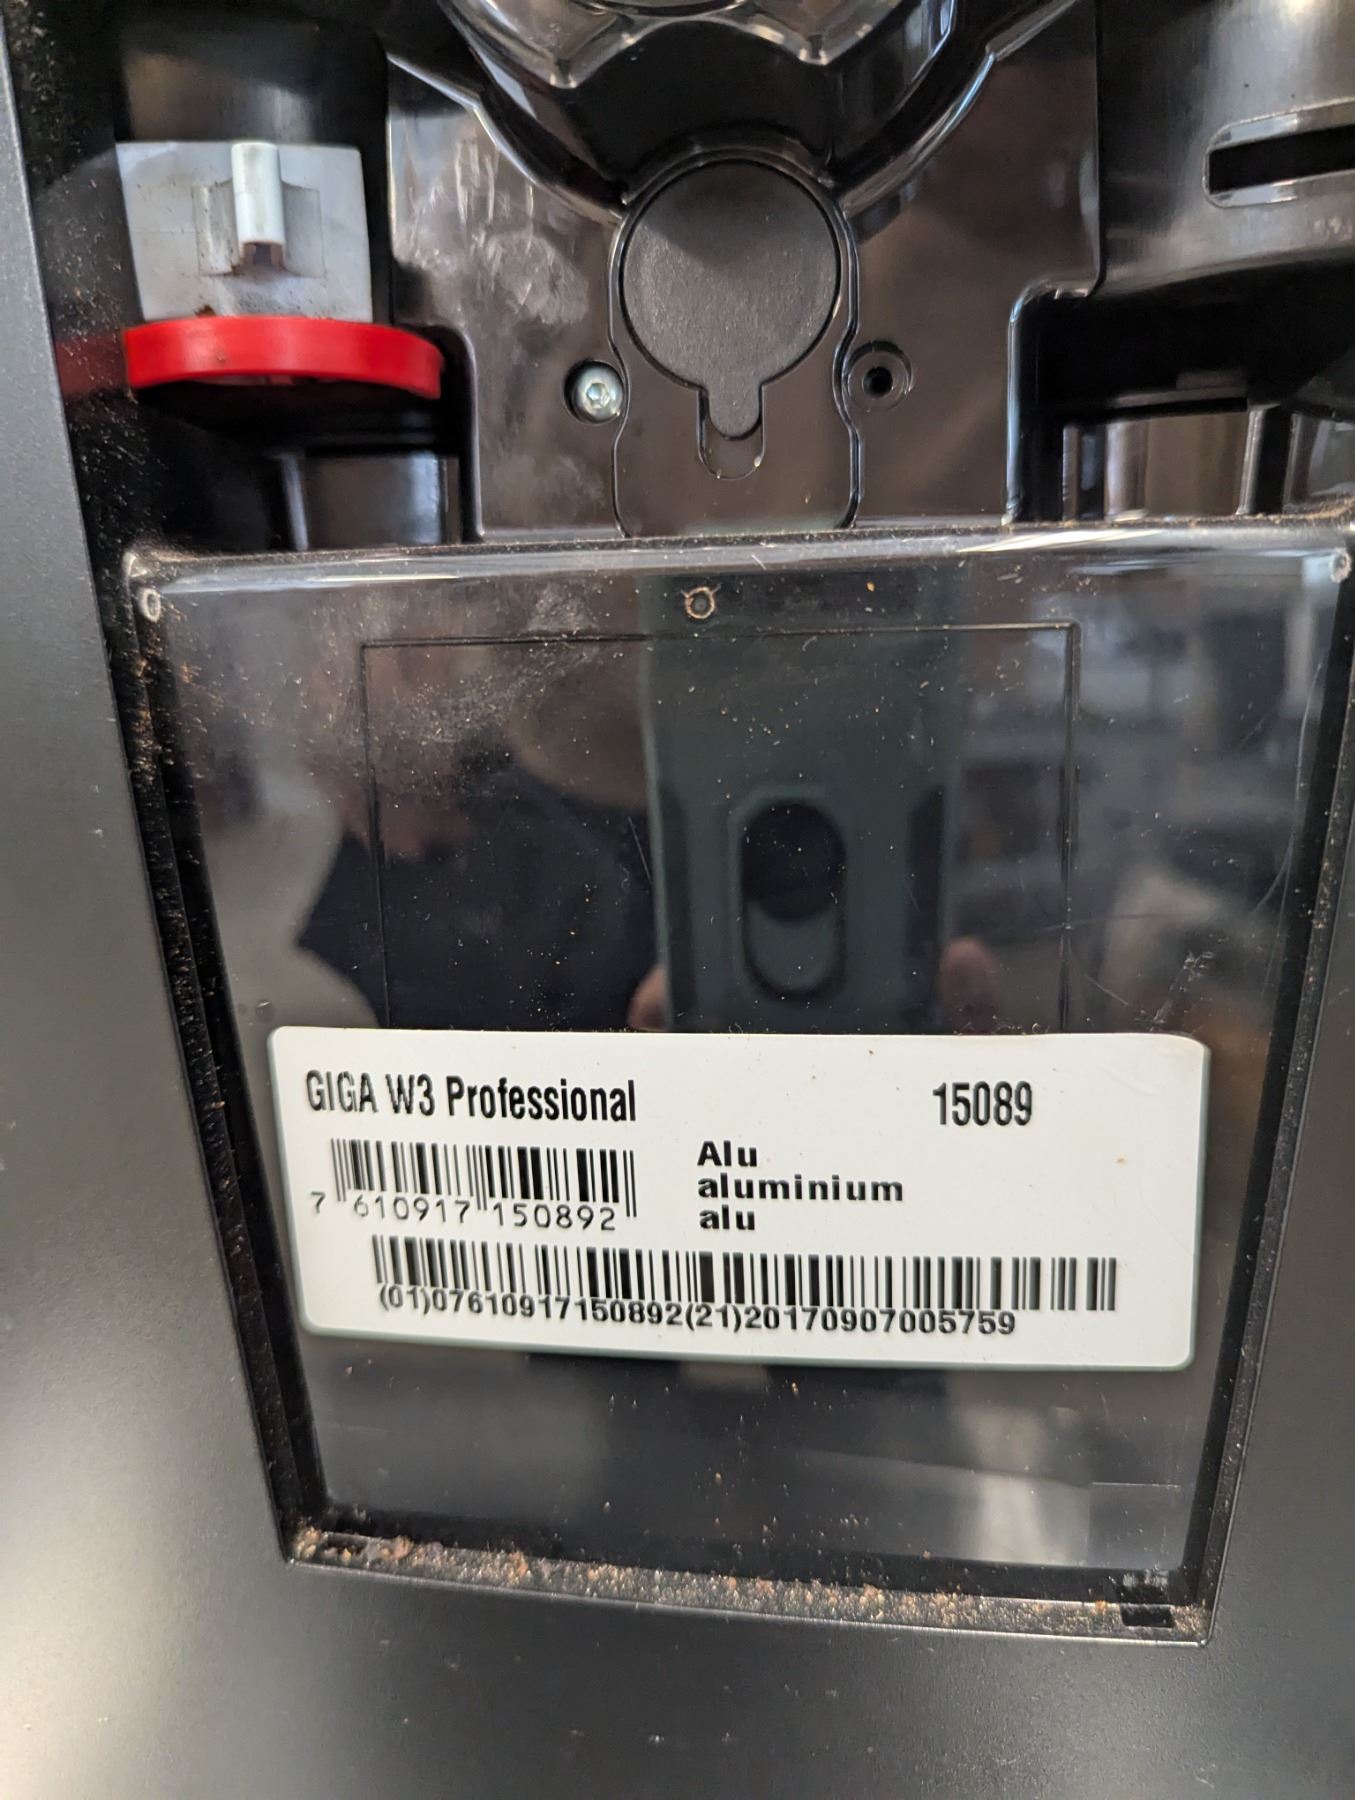 GIGA W3 Professional 15089
Alu
aluminium
alu
7 610917 150892
(01)07610917150892(21)20170907005759